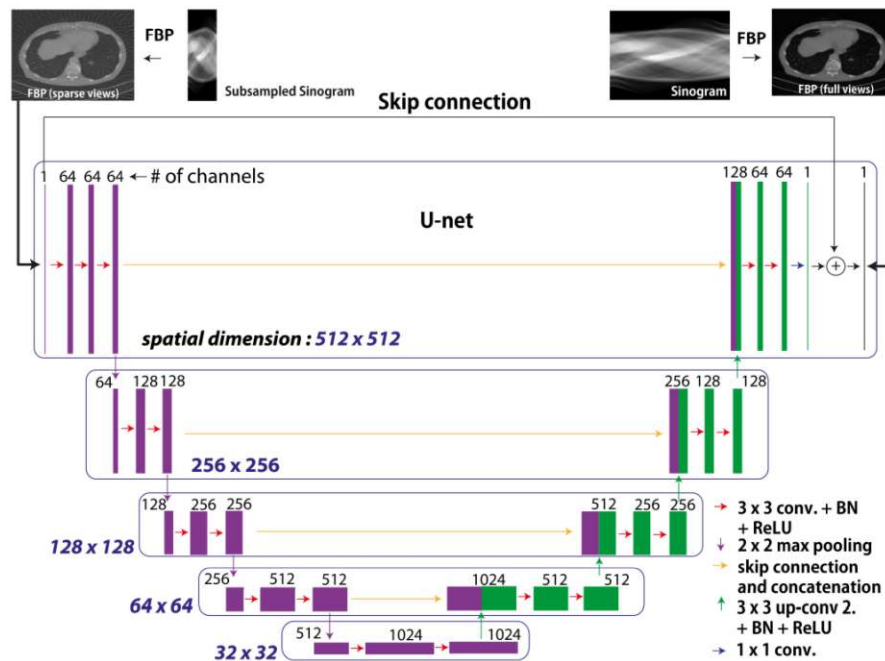 FBP
FBP (sparse views)
Subsampled Sinogram
Sinogram
FBP
FBP (full views)
Skip connection
1 64 64 64 ← # of channels
128 64 64 1 1
U-net
+
spatial dimension : 512 x 512
64 128 128
256 128 128
256 x 256
128 256 256
512 256 256
128 x 128
256 512 512
1024 512 512
64 x 64
512 1024 1024
32 x 32
3 x 3 conv. + BN
+ ReLU
2 x 2 max pooling
skip connection
and concatenation
3 x 3 up-conv 2.
+ BN + ReLU
1 x 1 conv.